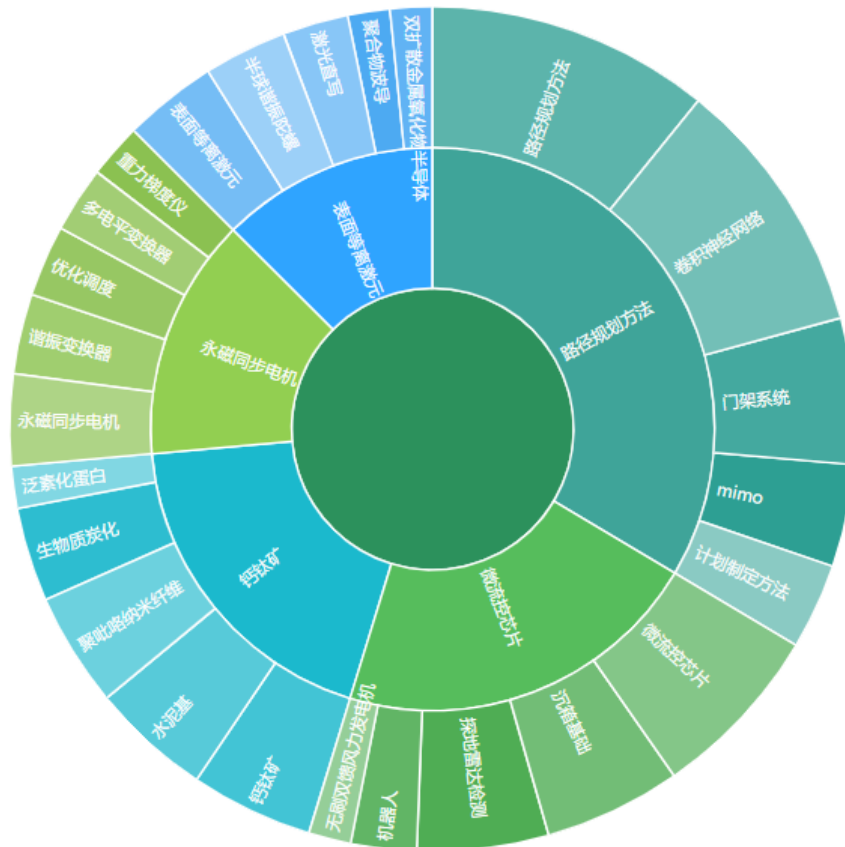 路径规划方法
路径规划方法
卷积神经网络
门架系统
mimo
计划制定方法
微流控芯片
微流控芯片
沉箱基础
探地雷达检测
机器人
无刷双馈风力发电机
钙钛矿
钙钛矿
水泥基
聚吡咯纳米纤维
生物质炭化
泛素化蛋白
永磁同步电机
永磁同步电机
谐振变换器
优化调度
多电平变换器
重力梯度仪
表面等离激元
表面等离激元
半球谐振陀螺
激光直写
聚合物波导
双扩散金属氧化物半导体